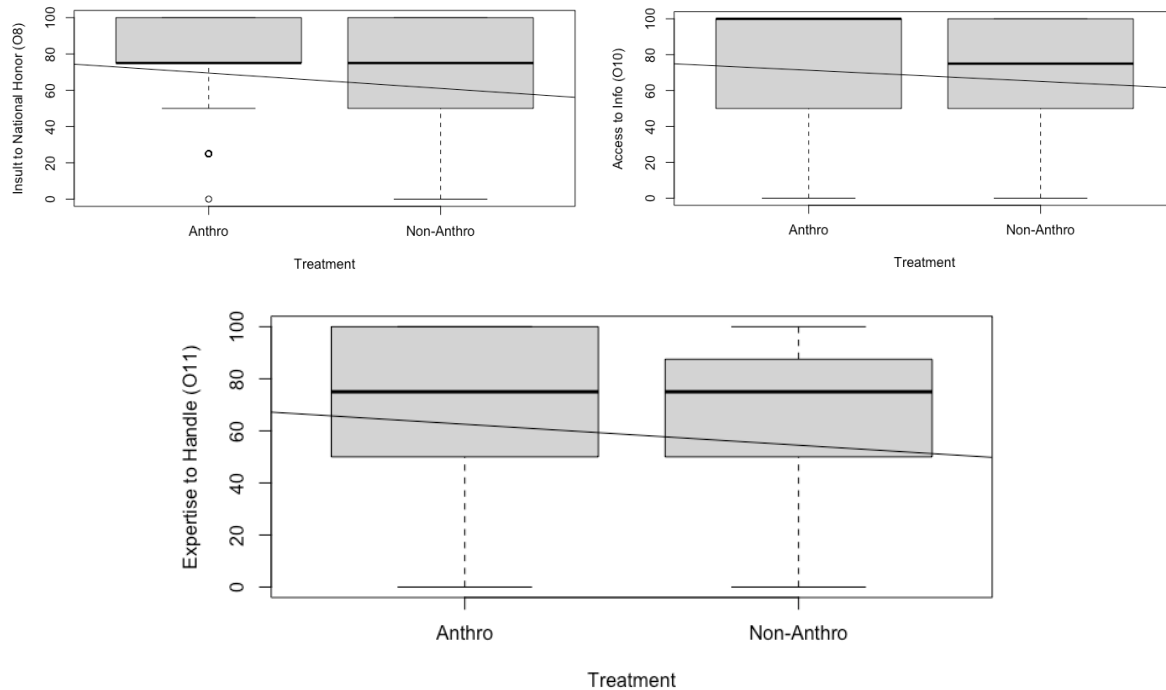 Insult to National Honor (O8)
100
80
60
40
20
0
Anthro
Non-Anthro
Treatment
Access to Info (O10)
100
80
60
40
20
0
Anthro
Non-Anthro
Treatment
Expertise to Handle (O11)
100
80
60
40
20
0
Anthro
Non-Anthro
Treatment